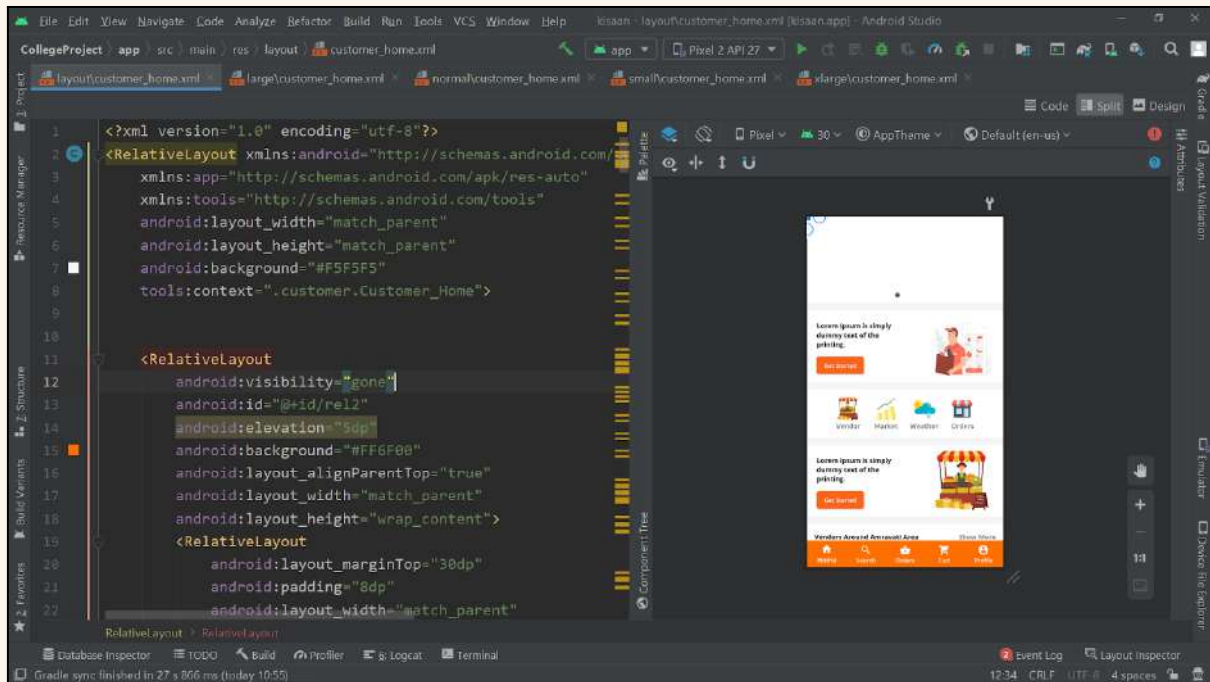 File Edit View Navigate Code Analyze Refactor Build Run Tools VCS Window Help kisaan - layout\customer_home.xml [kisaan.app] - Android Studio
CollegeProject app src main res layout customer_home.xml app Pixel 2 API 27
layout\customer_home.xml large\customer_home.xml normal\customer_home.xml small\customer_home.xml xlarge\customer_home.xml
Code Split Design
Pixel 30 AppTheme Default (en-us)
1 <?xml version="1.0" encoding="utf-8"?>
2 <RelativeLayout xmlns:android="http://schemas.android.com/
3 xmlns:app="http://schemas.android.com/apk/res-auto"
4 xmlns:tools="http://schemas.android.com/tools"
5 android:layout_width="match_parent"
6 android:layout_height="match_parent"
7 android:background="#F5F5F5"
8 tools:context=".customer.Customer_Home">
9
10
11 <RelativeLayout
12 android:visibility="gone"
13 android:id="@+id/rel2"
14 android:elevation="5dp"
15 android:background="#FF6F00"
16 android:layout_alignParentTop="true"
17 android:layout_width="match_parent"
18 android:layout_height="wrap_content">
19 <RelativeLayout
20 android:layout_marginTop="30dp"
21 android:padding="8dp"
22 android:layout_width="match_parent"
RelativeLayout RelativeLayout
1: Project
Resource Manager
Z: Structure
Build Variants
2: Favorites
Palette
Component Tree
Lorem Ipsum is simply
dummy text of the
printing.
Get Started
Vendor Market Weather Orders
Lorem Ipsum is simply
dummy text of the
printing.
Get Started
Vendors Around Amravati Area Show More
Home Search Orders Cart Profile
1:1
Attributes
Gradle
Layout Validation
Emulator
Device File Explorer
Database Inspector TODO Build Profiler 6: Logcat Terminal 2 Event Log Layout Inspector
Gradle sync finished in 27 s 866 ms (today 10:55) 12:34 CRLF UTF-8 4 spaces